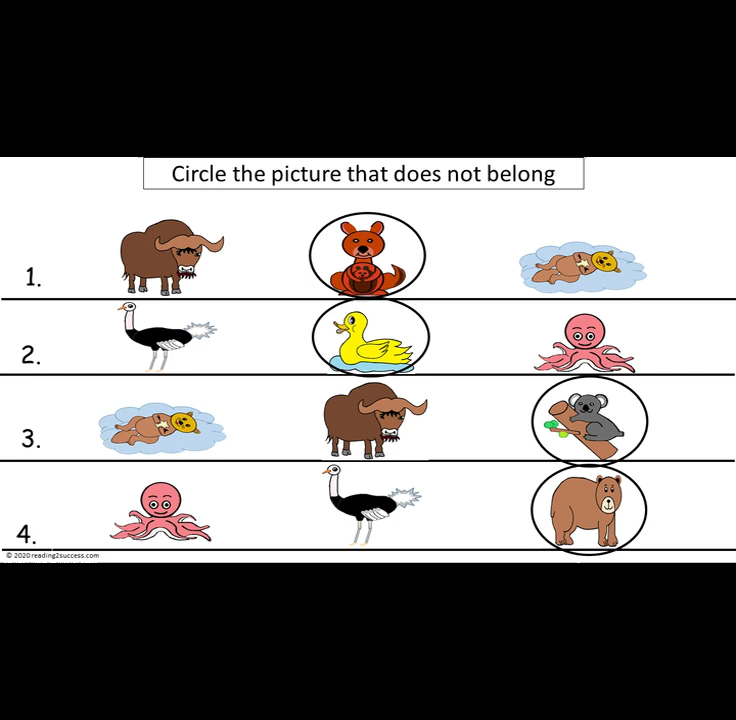 Circle the picture that does not belong
1.
2.
3.
4.
© 2020 reading2success.com